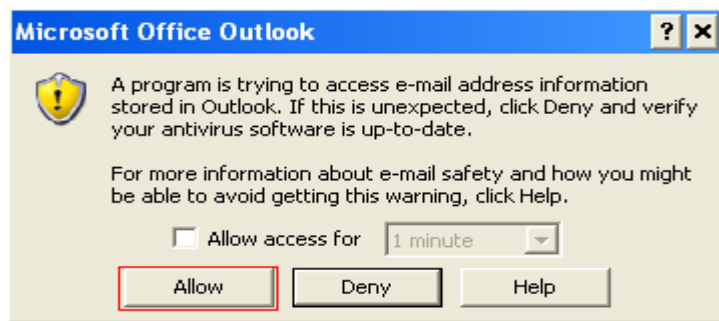 Microsoft Office Outlook
? ×
A program is trying to access e-mail address information
stored in Outlook. If this is unexpected, click Deny and verify
your antivirus software is up-to-date.
For more information about e-mail safety and how you might
be able to avoid getting this warning, click Help.
Allow access for 1 minute
Allow Deny Help